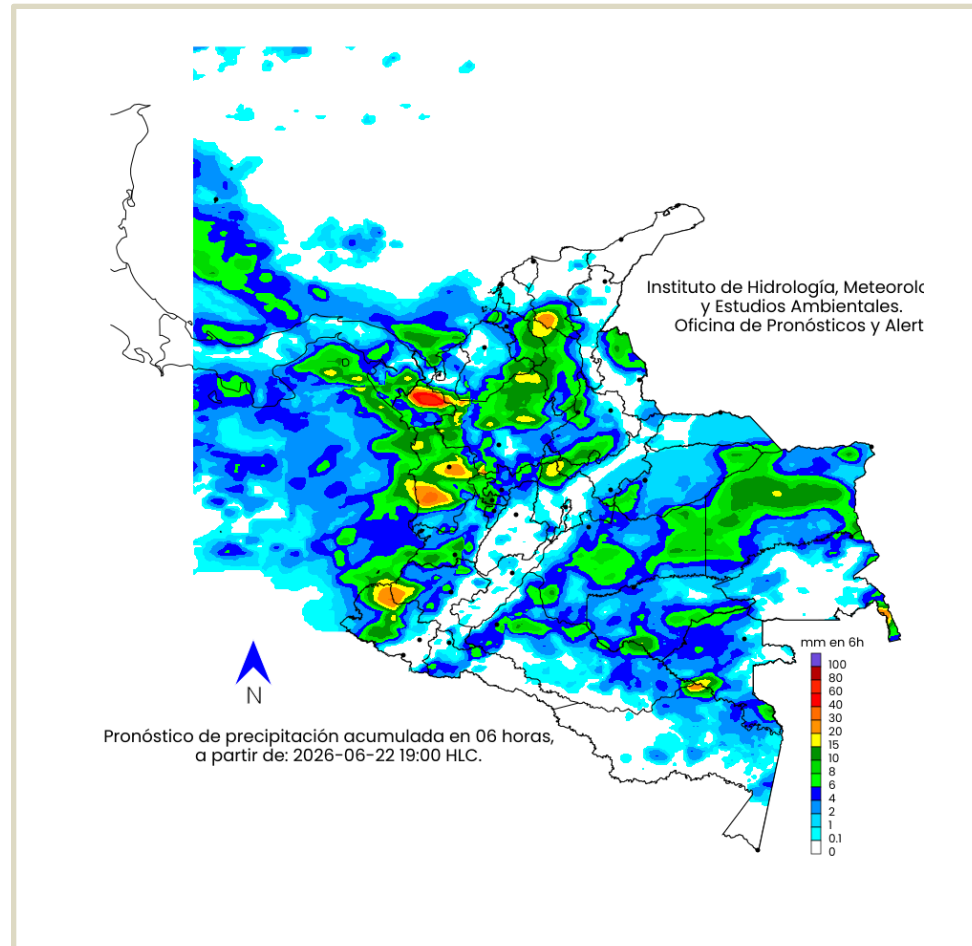 Instituto de Hidrología, Meteorolo
y Estudios Ambientales.
Oficina de Pronósticos y Alert
mm en 6h
100
80
60
40
30
20
15
10
8
6
4
2
1
0.1
0
N
Pronóstico de precipitación acumulada en 06 horas,
a partir de: 2026-06-22 19:00 HLC.